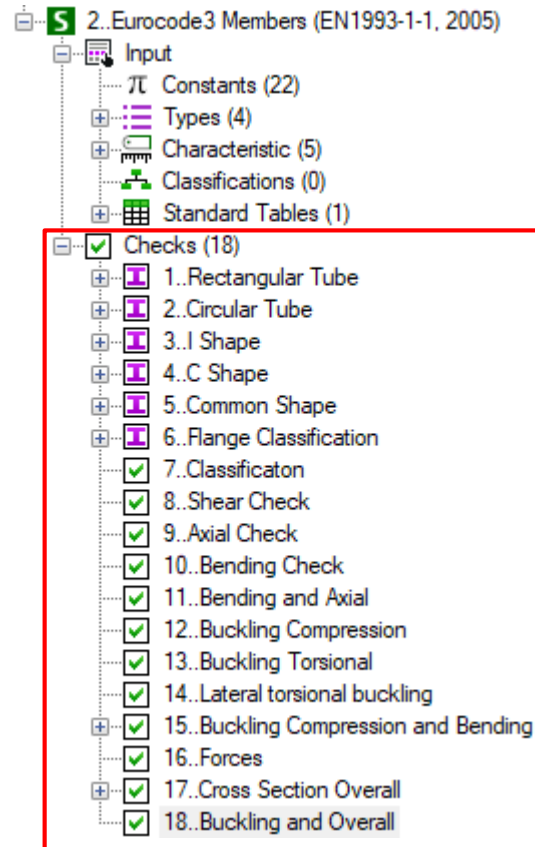 S 2..Eurocode3 Members (EN1993-1-1, 2005)
Input
π Constants (22)
Types (4)
Characteristic (5)
Classifications (0)
Standard Tables (1)
Checks (18)
1..Rectangular Tube
2..Circular Tube
3..I Shape
4..C Shape
5..Common Shape
6..Flange Classification
7..Classificaton
8..Shear Check
9..Axial Check
10..Bending Check
11..Bending and Axial
12..Buckling Compression
13..Buckling Torsional
14..Lateral torsional buckling
15..Buckling Compression and Bending
16..Forces
17..Cross Section Overall
18..Buckling and Overall